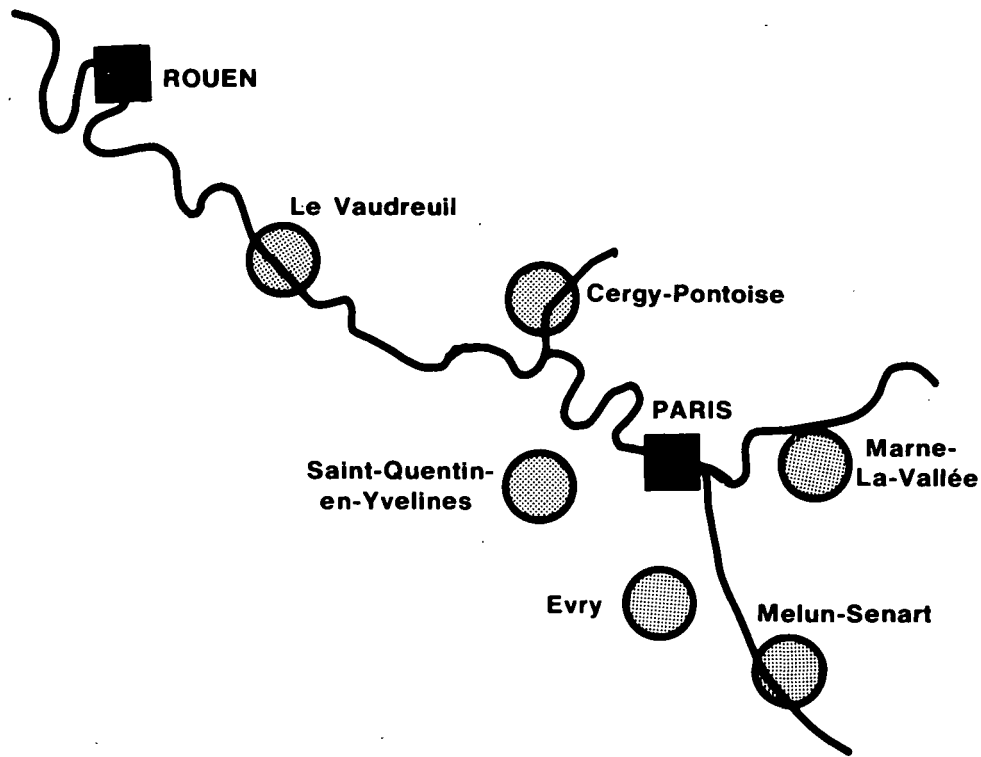 ROUEN
Le Vaudreuil
Cergy-Pontoise
PARIS
Marne-
La-Vallée
Saint-Quentin-
en-Yvelines
Evry
Melun-Senart